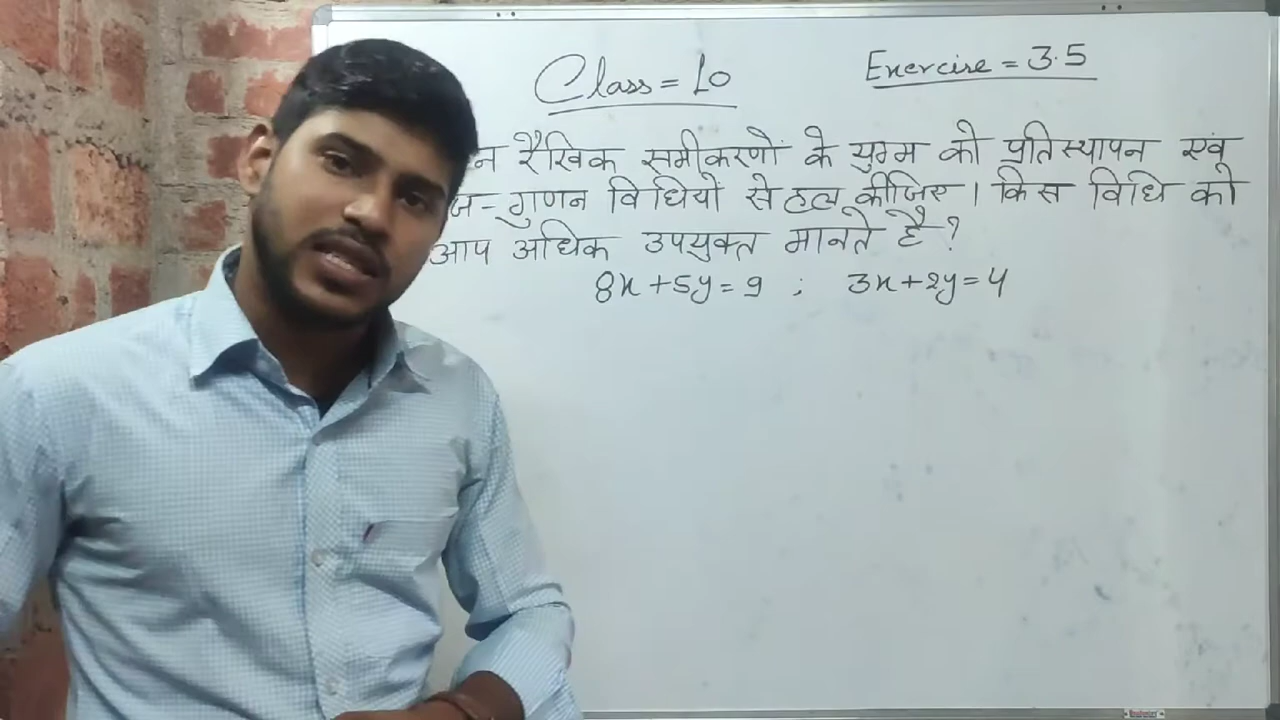 Class = 10
Exercise = 3.5
रैखिक समीकरणों के युग्म को प्रतिस्थापन एवं
गुणन विधियों से हल कीजिए। किस विधि को
आप अधिक उपयुक्त मानते है?
8x+5y=9 ; 3x+2y=4